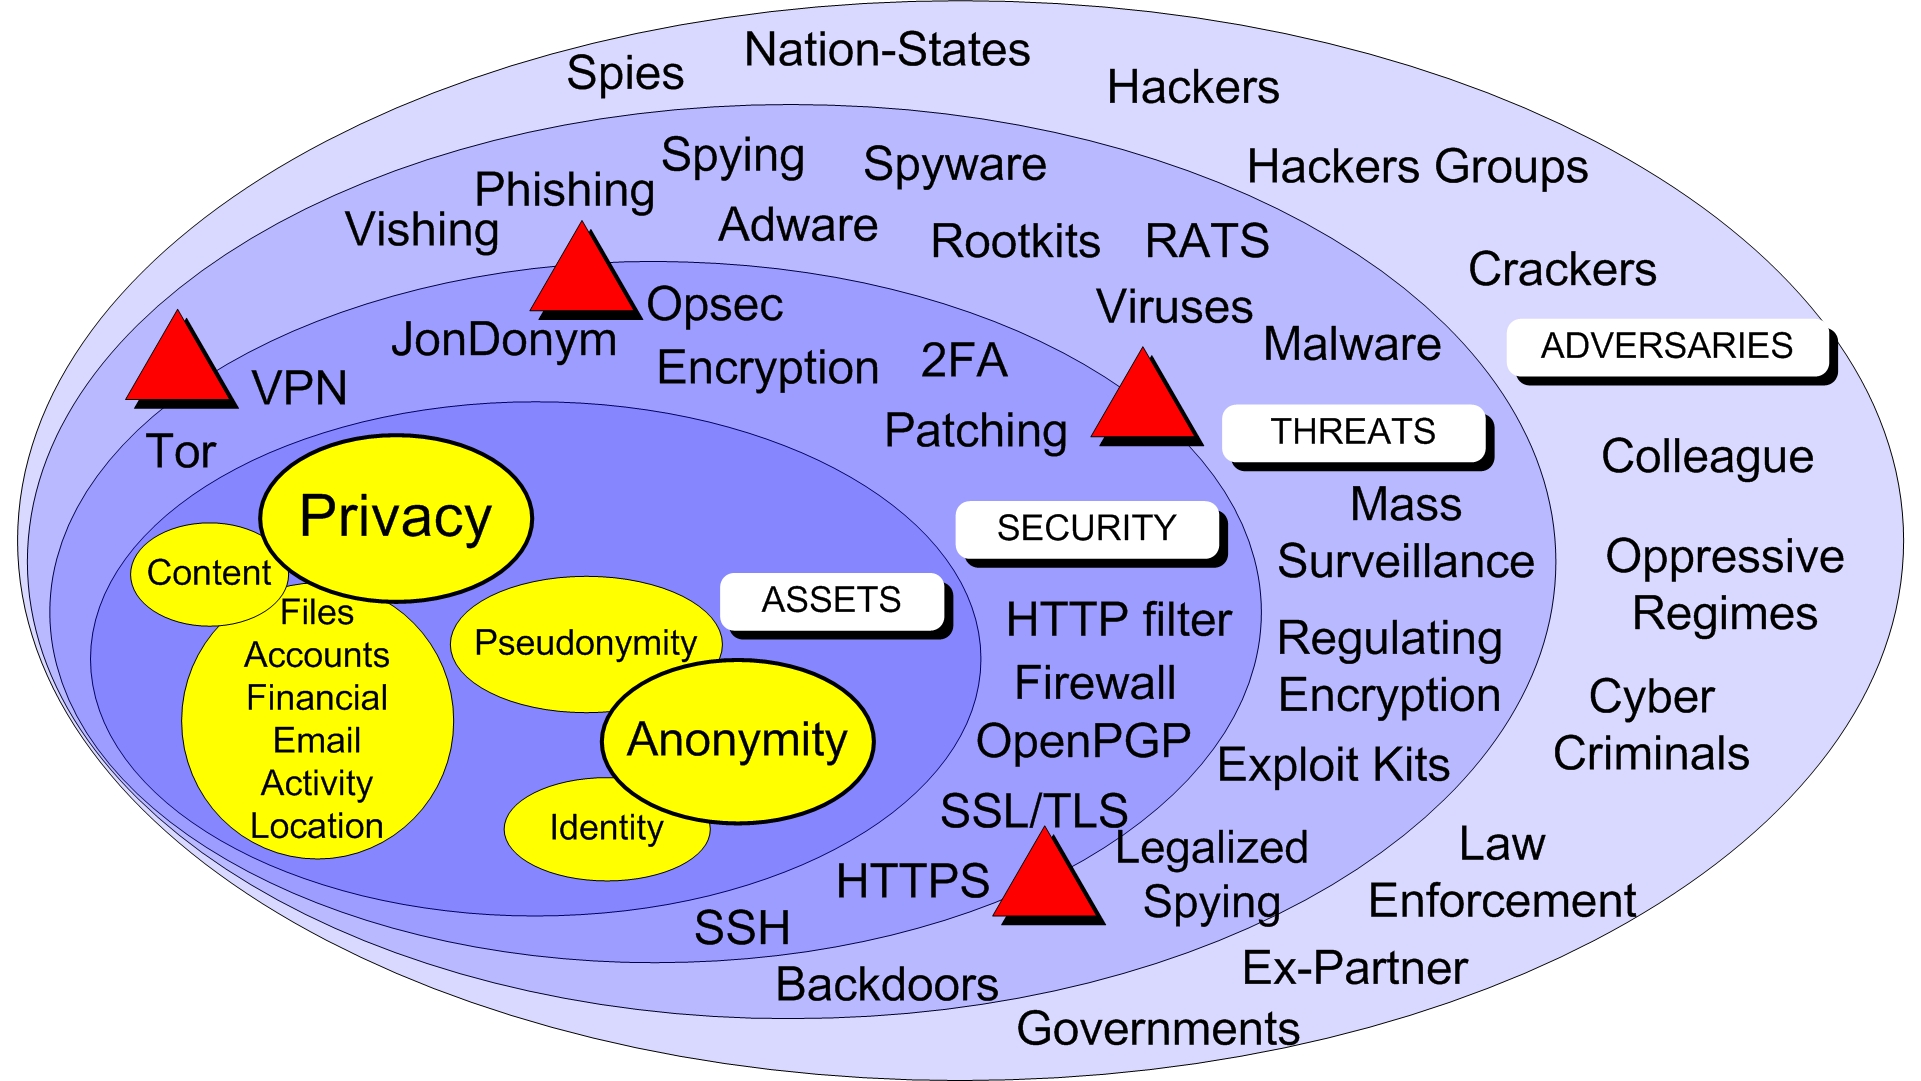 Nation-States
Spies
Hackers
Spying
Spyware
Hackers Groups
Phishing
Vishing
Adware
Rootkits
RATS
Crackers
Opsec
Viruses
JonDonym
Malware
ADVERSARIES
Encryption
2FA
VPN
Patching
THREATS
Tor
Colleague
Privacy
SECURITY
Mass
Surveillance
Oppressive
Regimes
Content
ASSETS
Files
Accounts
Financial
Email
Activity
Location
Pseudonymity
HTTP filter
Regulating
Encryption
Firewall
Cyber
Criminals
Anonymity
OpenPGP
Exploit Kits
Identity
SSL/TLS
Legalized
Spying
Law
Enforcement
HTTPS
SSH
Ex-Partner
Backdoors
Governments